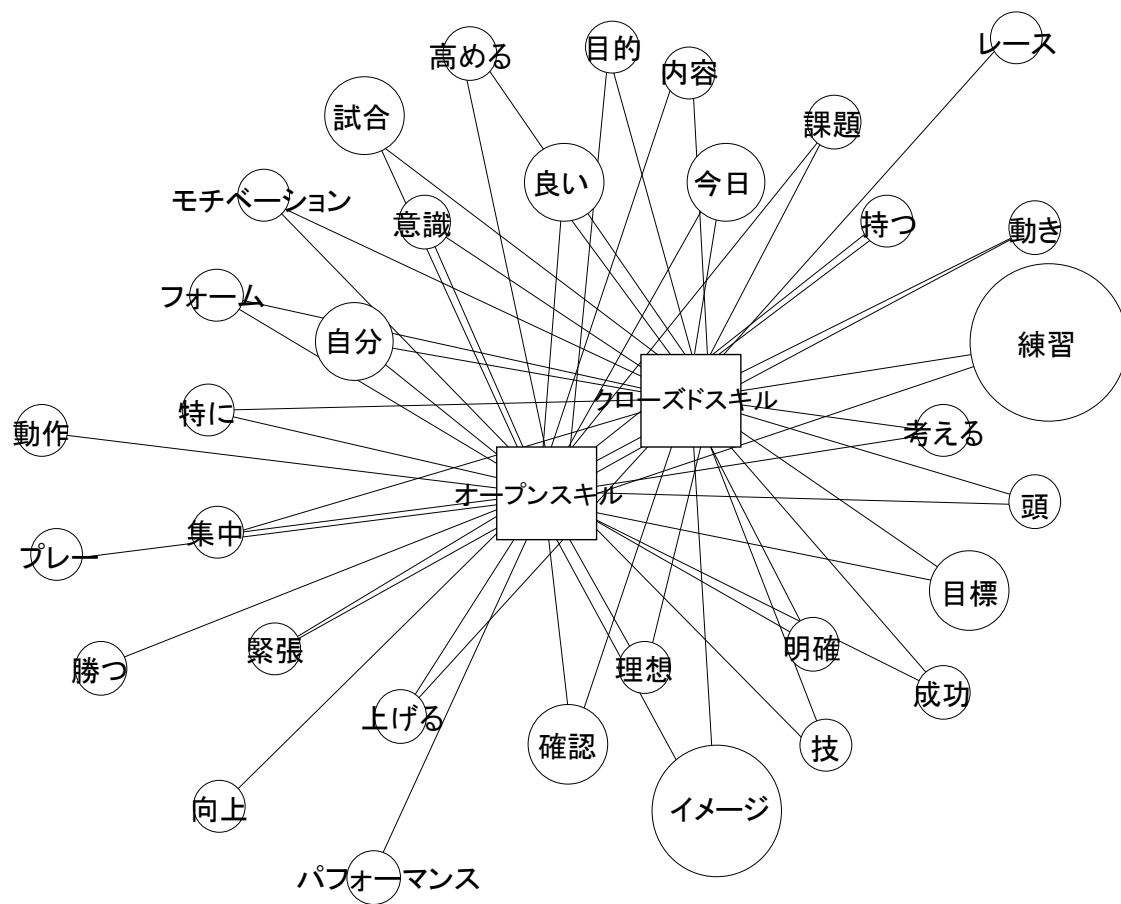 レース
高める
目的
内容
試合
課題
良い
今日
モチベーション
意識
持つ
動き
フォーム
自分
練習
クローズドスキル
特に
動作
考える
オープンスキル
頭
集中
プレー
目標
緊張
明確
勝つ
理想
成功
上げる
確認
技
向上
イメージ
パフォーマンス